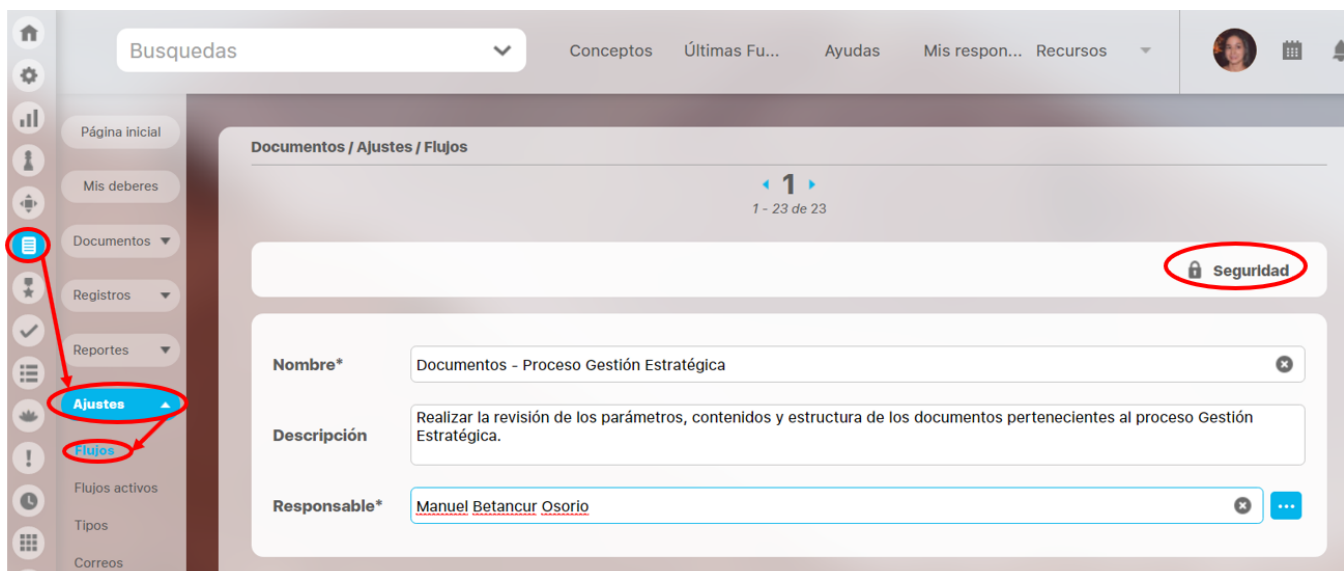 Busquedas
Conceptos
Últimas Fu...
Ayudas
Mis respon...
Recursos
Página inicial
Mis deberes
Documentos
Registros
Reportes
Ajustes
Flujos
Flujos activos
Tipos
Correos
Documentos / Ajustes / Flujos
1
1 - 23 de 23
Seguridad
Nombre*
Documentos - Proceso Gestión Estratégica
Descripción
Realizar la revisión de los parámetros, contenidos y estructura de los documentos pertenecientes al proceso Gestión
Estratégica.
Responsable*
Manuel Betancur Osorio